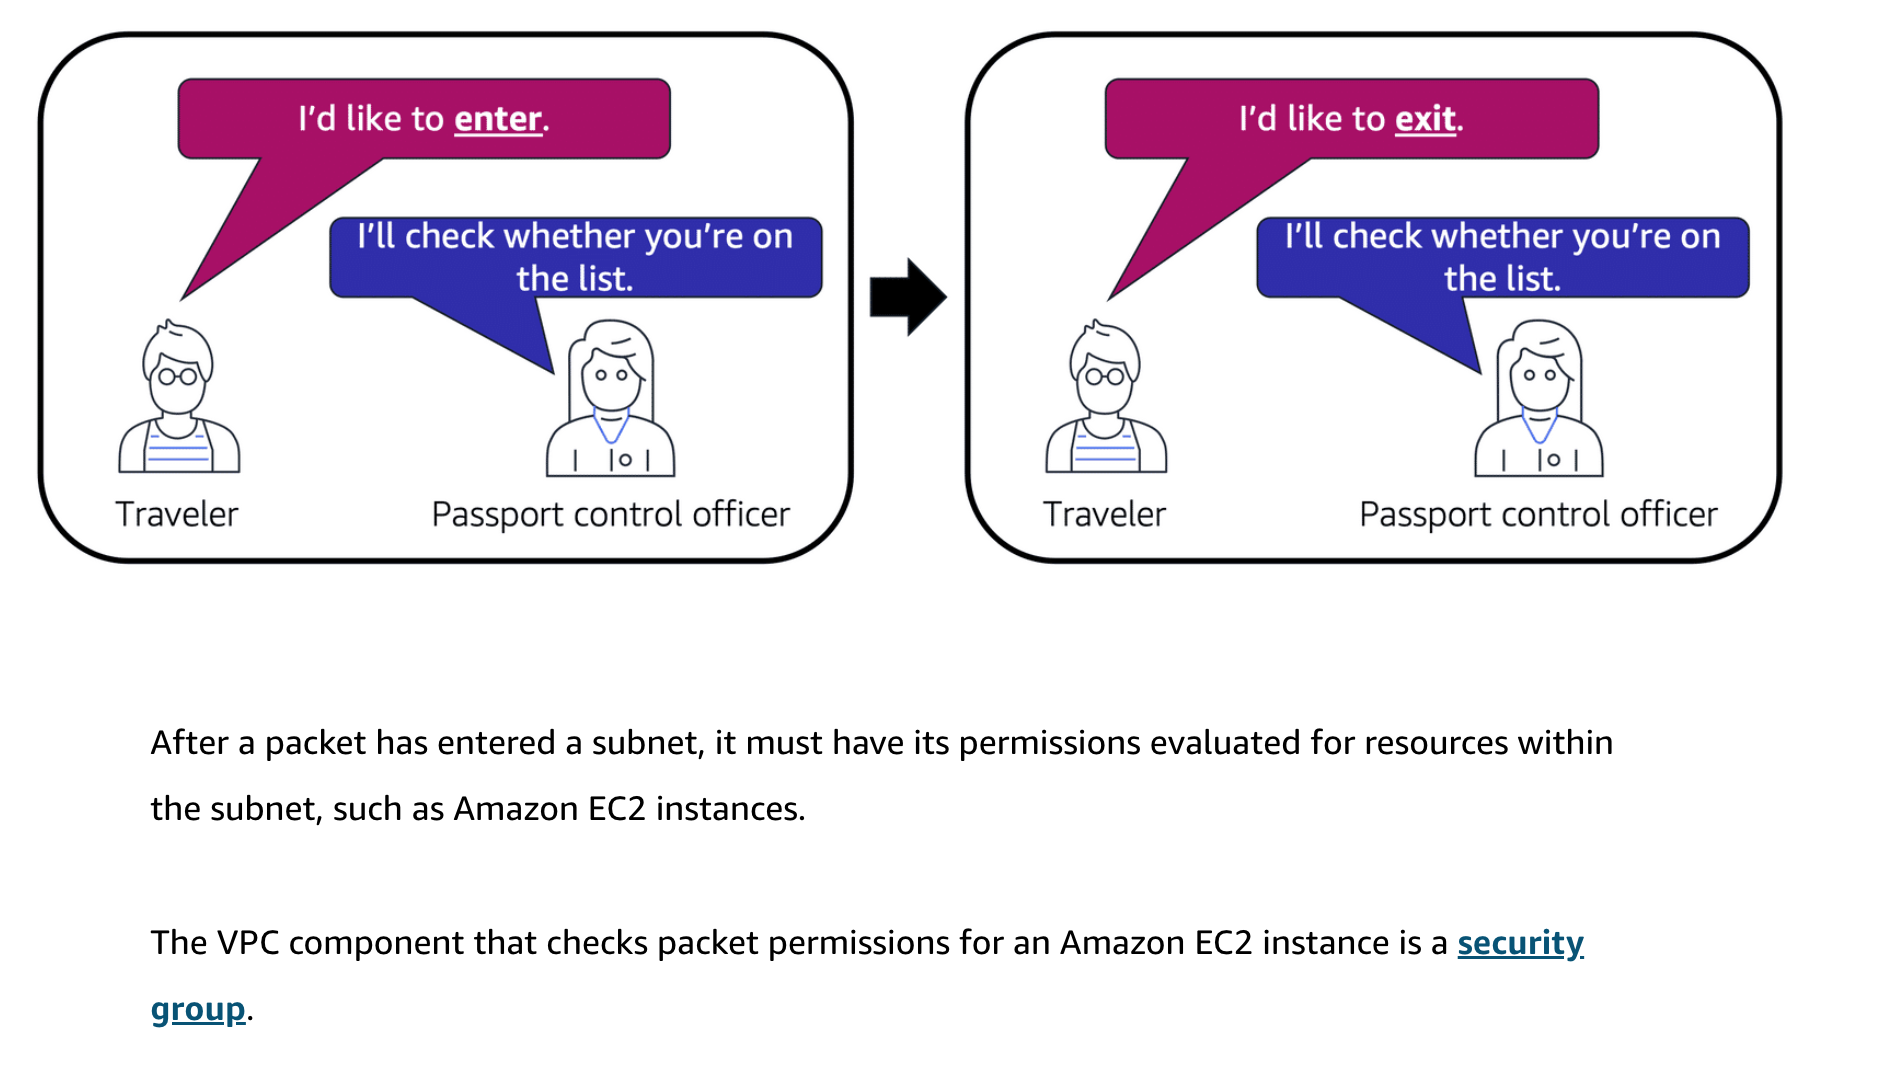 I'd like to enter.
I'll check whether you're on
the list.
Traveler
Passport control officer
I'd like to exit.
I'll check whether you're on
the list.
Traveler
Passport control officer
After a packet has entered a subnet, it must have its permissions evaluated for resources within
the subnet, such as Amazon EC2 instances.
The VPC component that checks packet permissions for an Amazon EC2 instance is a security
group.